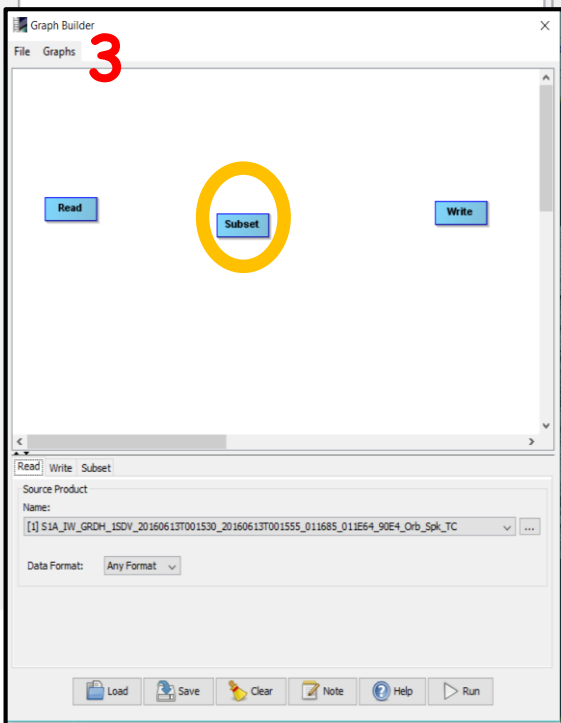 Graph Builder
File Graphs
3
Read
Subset
Write
Read Write Subset
Source Product
Name:
[1] S1A_IW_GRDH_1SDV_20160613T001530_20160613T001555_011685_011E64_90E4_Orb_Spk_TC
...
Data Format: Any Format
Load Save Clear Note Help Run